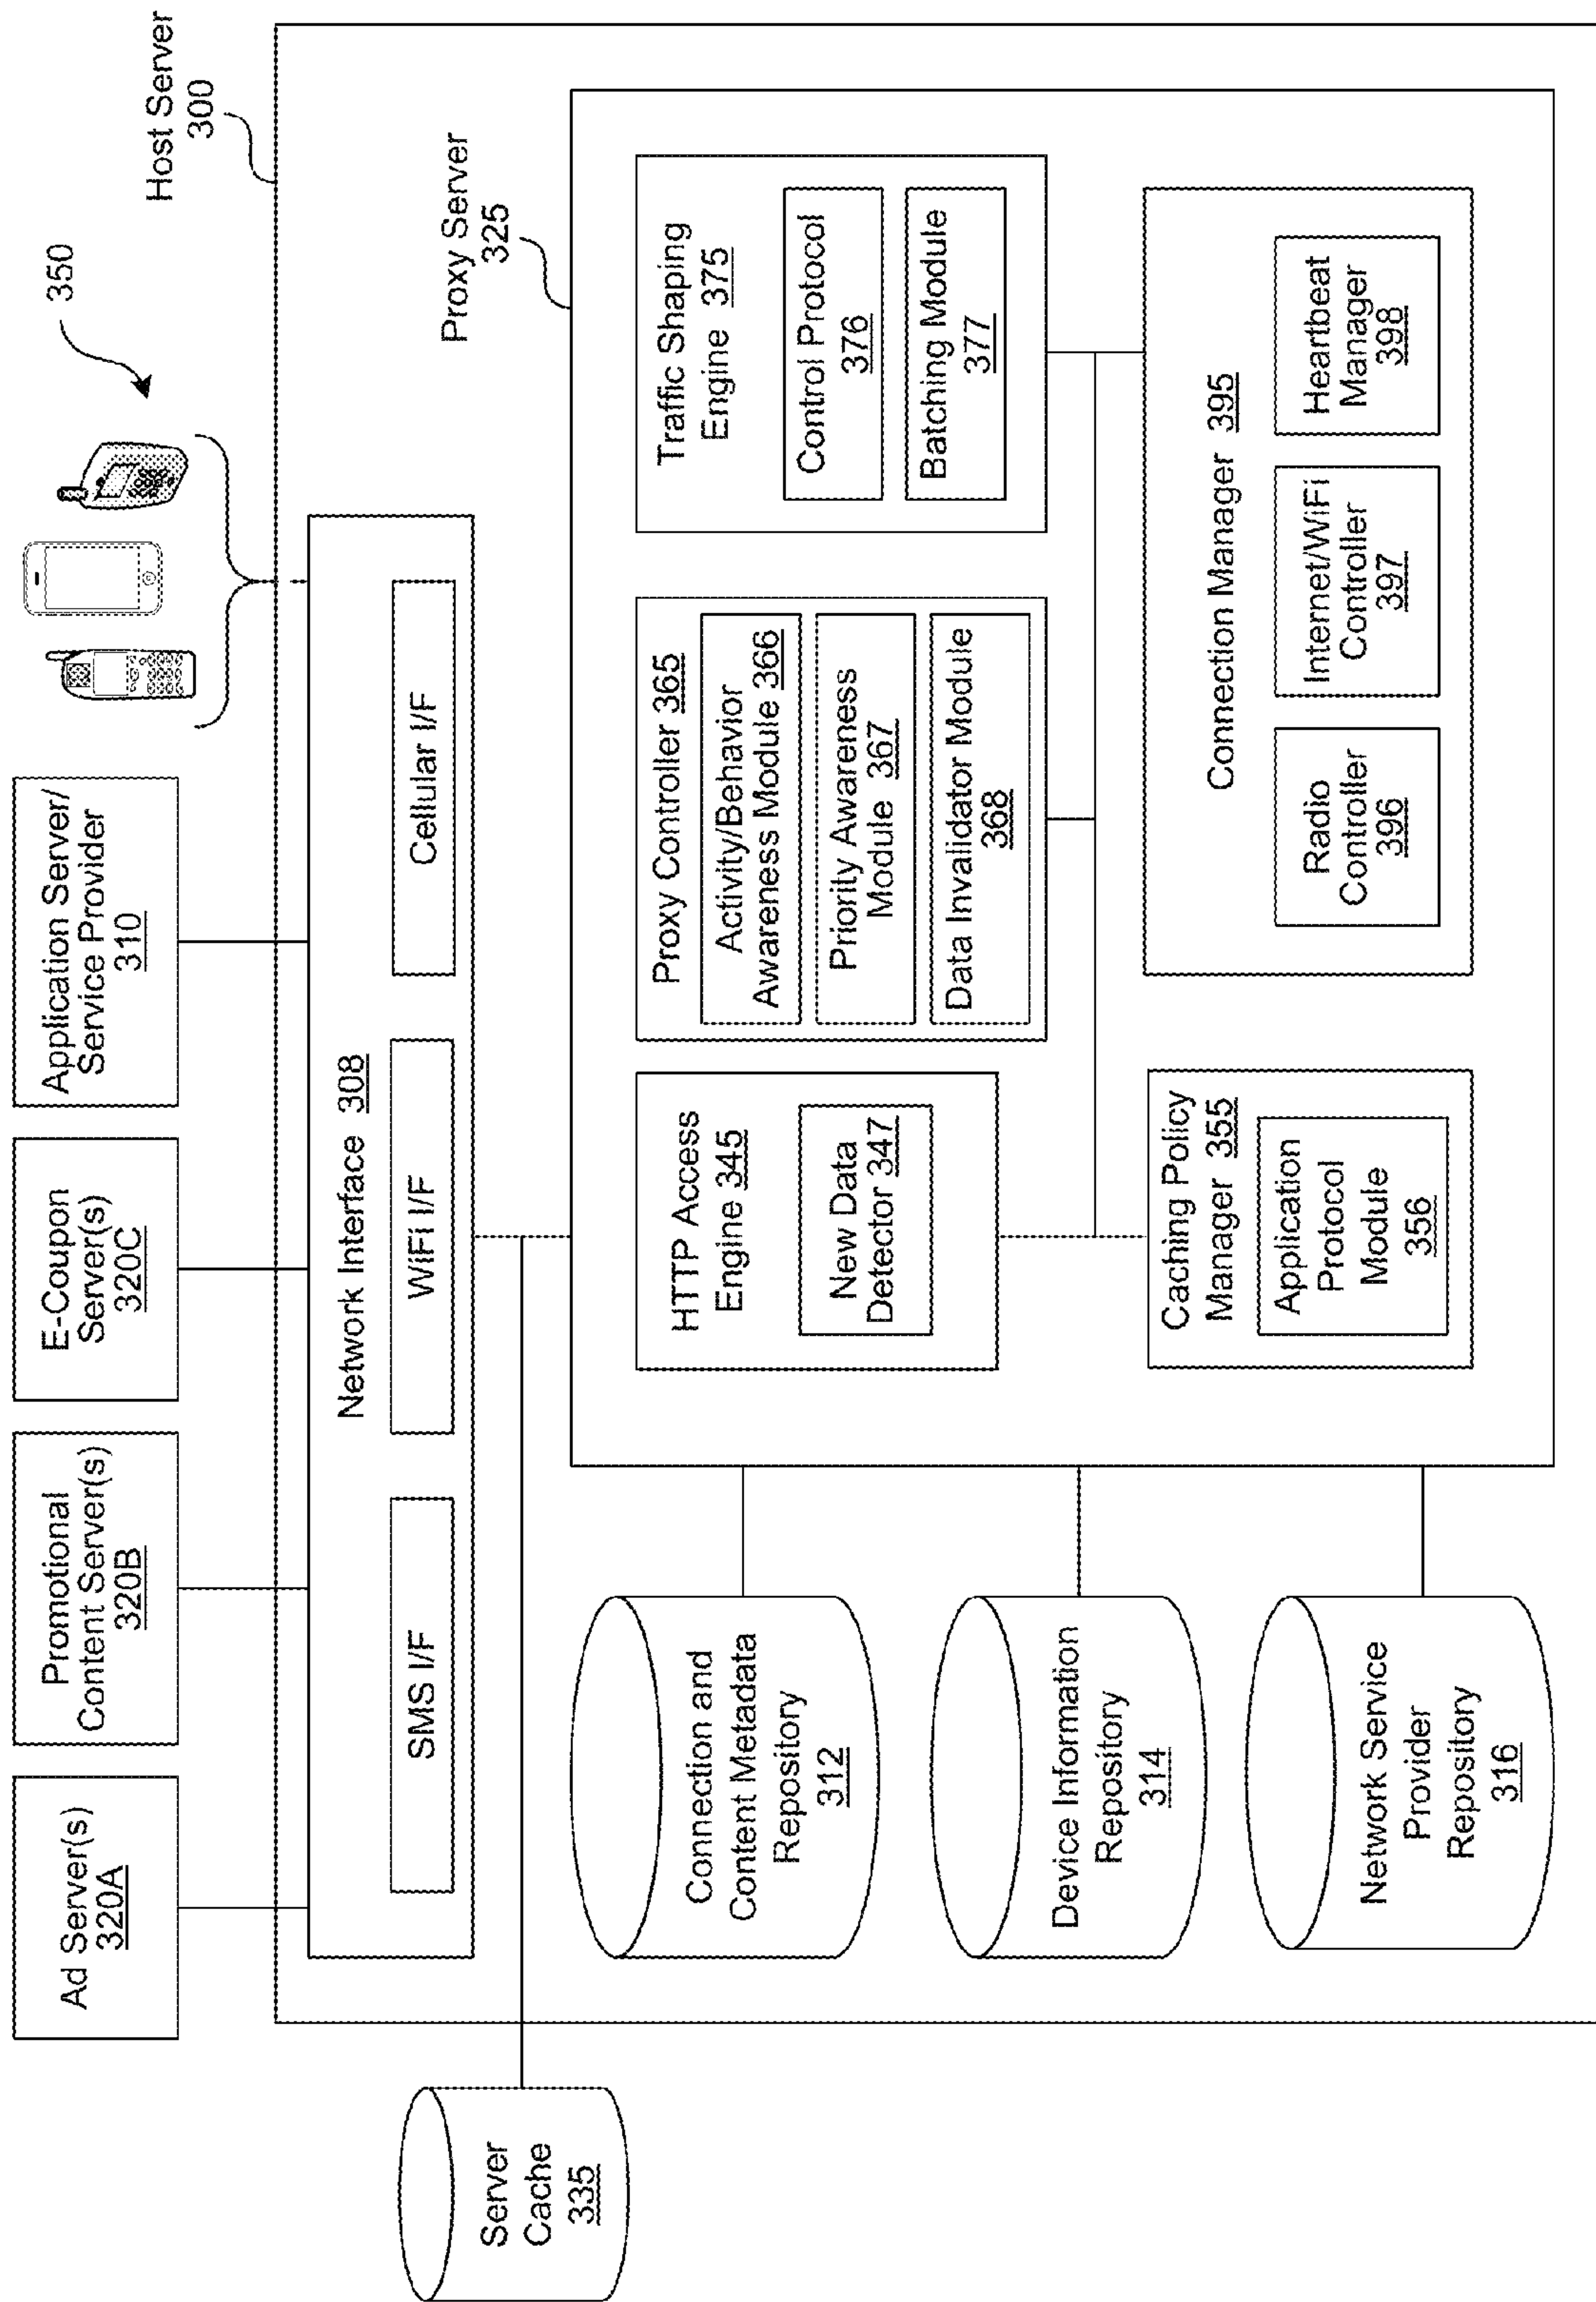 Ad Server(s)
320A
Promotional
Content Server(s)
320B
E-Coupon
Server(s)
320C
Application Server/
Service Provider
310
350
Host Server
300
Network Interface 308
SMS I/F
WiFi I/F
Cellular I/F
Server
Cache
335
Proxy Server
325
Connection and
Content Metadata
Repository
312
Device Information
Repository
314
Network Service
Provider
Repository
316
HTTP Access
Engine 345
New Data
Detector 347
Proxy Controller 365
Activity/Behavior
Awareness Module 366
Priority Awareness
Module 367
Data Invalidator Module
368
Traffic Shaping
Engine 375
Control Protocol
376
Batching Module
377
Caching Policy
Manager 355
Application
Protocol
Module
356
Connection Manager 395
Radio
Controller
396
Internet/WiFi
Controller
397
Heartbeat
Manager
398